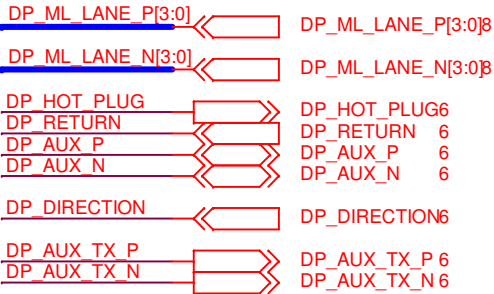 DP_ML_LANE_P[3:0] DP_ML_LANE_P[3:0]8
DP_ML_LANE_N[3:0] DP_ML_LANE_N[3:0]8
DP_HOT_PLUG DP_HOT_PLUG6
DP_RETURN DP_RETURN 6
DP_AUX_P DP_AUX_P 6
DP_AUX_N DP_AUX_N 6
DP_DIRECTION DP_DIRECTION6
DP_AUX_TX_P DP_AUX_TX_P 6
DP_AUX_TX_N DP_AUX_TX_N 6